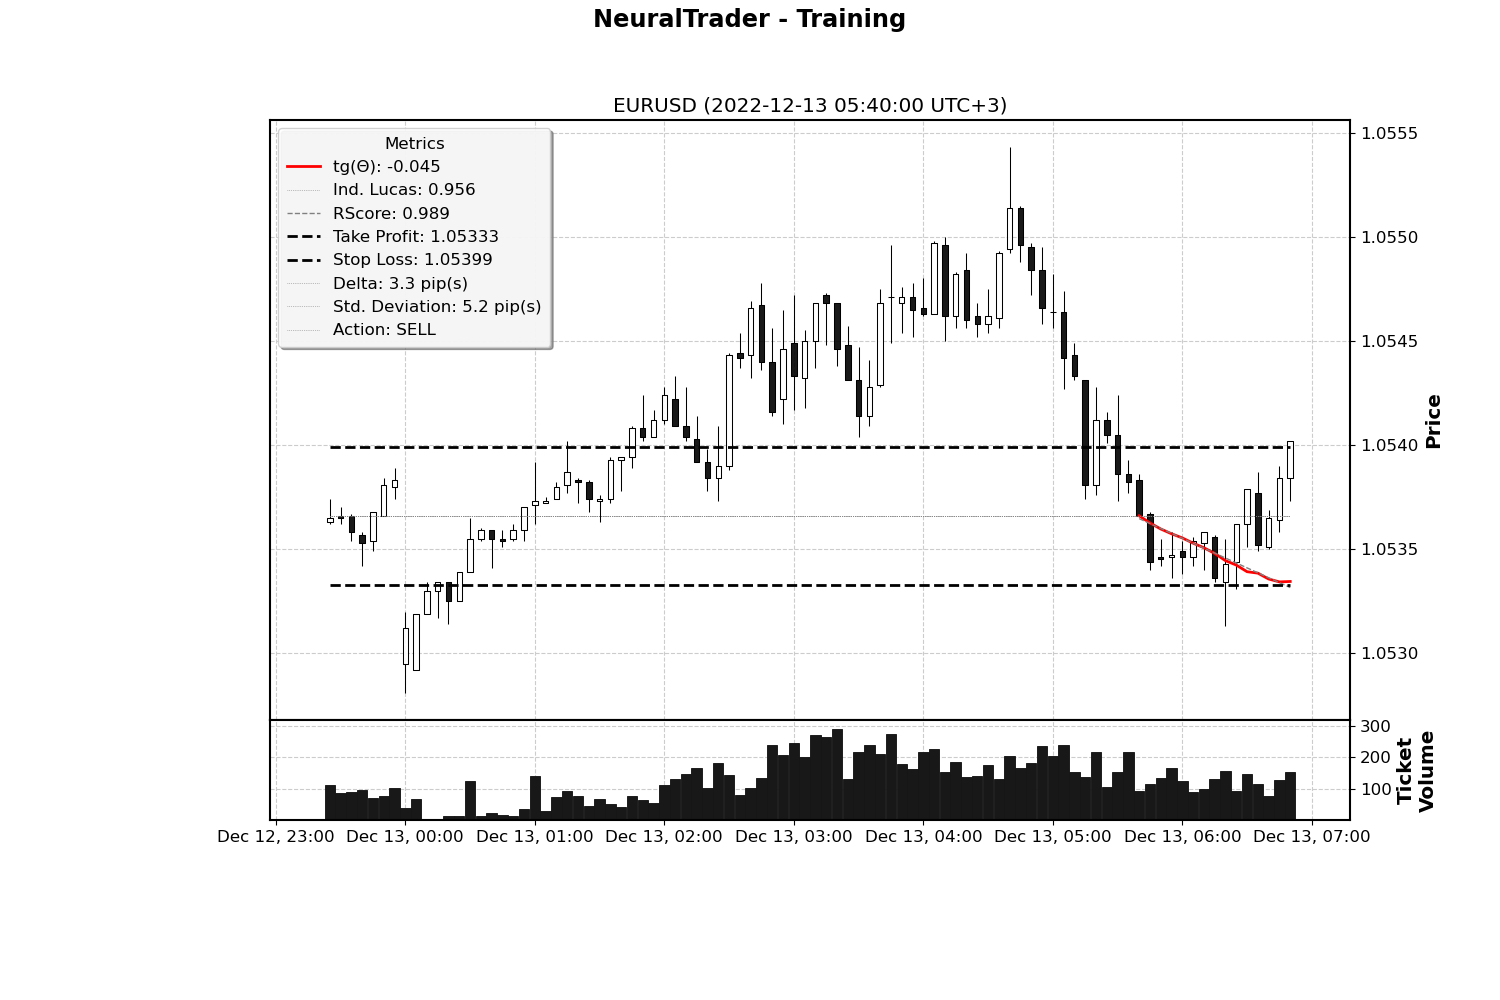 NeuralTrader - Training
EURUSD (2022-12-13 05:40:00 UTC+3)
Metrics
tg(Θ): -0.045
Ind. Lucas: 0.956
RScore: 0.989
Take Profit: 1.05333
Stop Loss: 1.05399
Delta: 3.3 pip(s)
Std. Deviation: 5.2 pip(s)
Action: SELL
1.0555
1.0550
1.0545
1.0540
1.0535
1.0530
Price
300
200
100
Ticket
Volume
Dec 12, 23:00
Dec 13, 00:00
Dec 13, 01:00
Dec 13, 02:00
Dec 13, 03:00
Dec 13, 04:00
Dec 13, 05:00
Dec 13, 06:00
Dec 13, 07:00